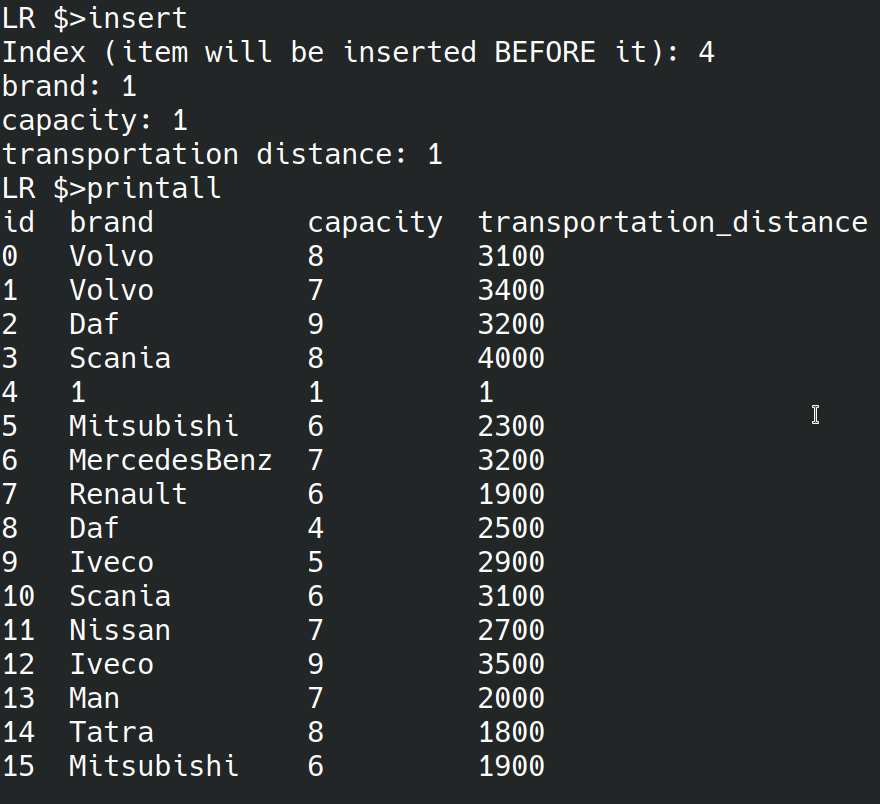 LR $>insert
Index (item will be inserted BEFORE it): 4
brand: 1
capacity: 1
transportation distance: 1
LR $>printall
id  brand         capacity  transportation_distance
0   Volvo         8         3100
1   Volvo         7         3400
2   Daf           9         3200
3   Scania        8         4000
4   1             1         1
5   Mitsubishi    6         2300
6   MercedesBenz  7         3200
7   Renault       6         1900
8   Daf           4         2500
9   Iveco         5         2900
10  Scania        6         3100
11  Nissan        7         2700
12  Iveco         9         3500
13  Man           7         2000
14  Tatra         8         1800
15  Mitsubishi    6         1900